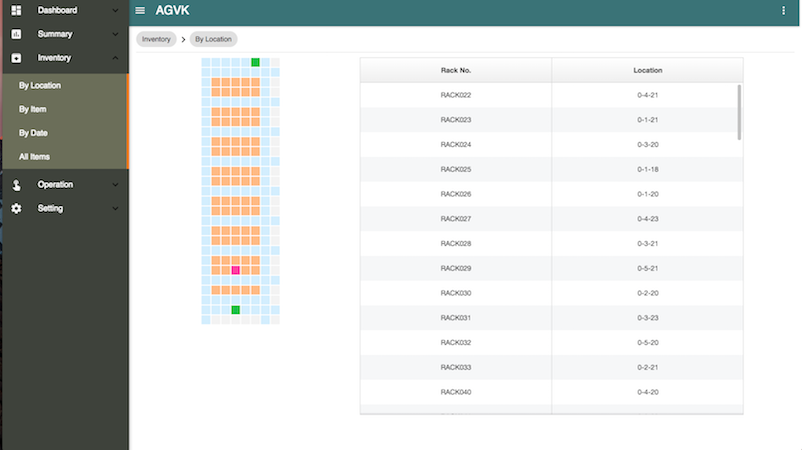 Dashboard
Summary
Inventory
By Location
By Item
By Date
All Items
Operation
Setting
AGVK
Inventory
By Location
Rack No. Location
RACK022 0-4-21
RACK023 0-1-21
RACK024 0-3-20
RACK025 0-1-18
RACK026 0-1-20
RACK027 0-4-23
RACK028 0-3-21
RACK029 0-5-21
RACK030 0-2-20
RACK031 0-3-23
RACK032 0-5-20
RACK033 0-2-21
RACK040 0-4-20